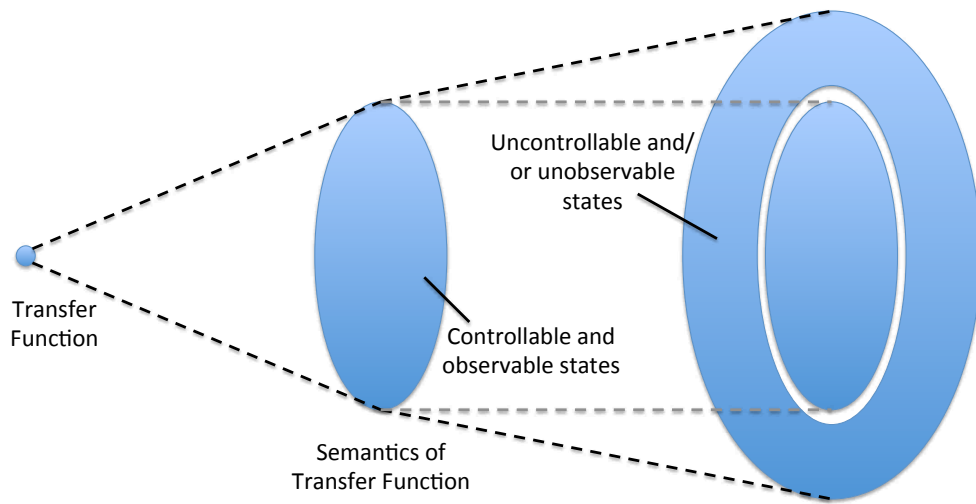 Transfer
Function
Semantics of
Transfer Function
Controllable and
observable states
Uncontrollable and/
or unobservable
states